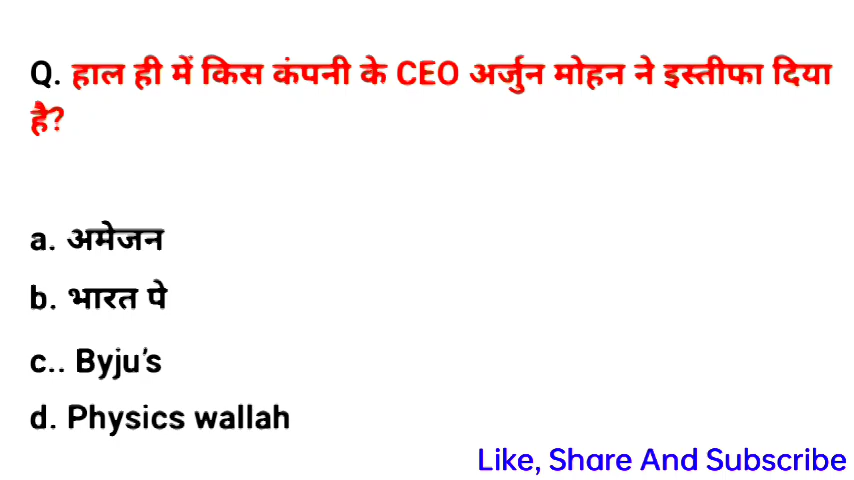 Q. हाल ही में किस कंपनी के CEO अर्जुन मोहन ने इस्तीफा दिया
है?
a. अमेजन
b. भारत पे
c.. Byju's
d. Physics wallah
Like, Share And Subscribe